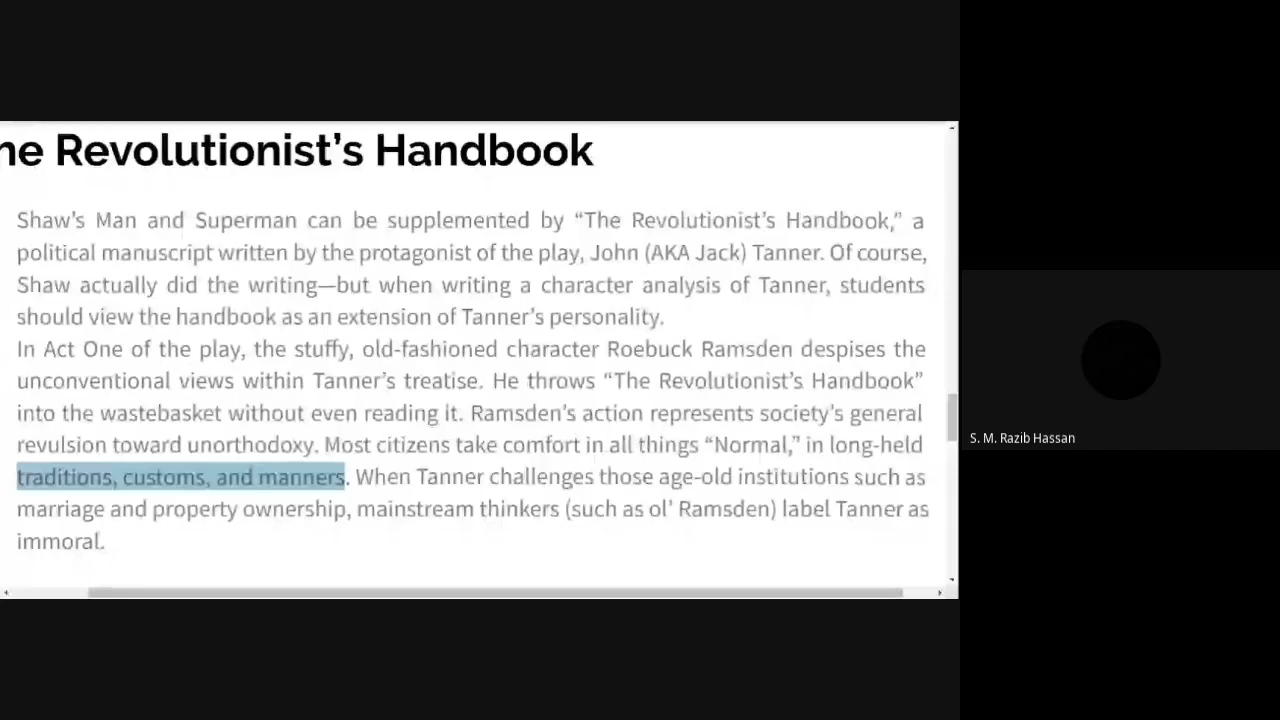 he Revolutionist’s Handbook
Shaw’s Man and Superman can be supplemented by “The Revolutionist’s Handbook,” a
political manuscript written by the protagonist of the play, John (AKA Jack) Tanner. Of course,
Shaw actually did the writing—but when writing a character analysis of Tanner, students
should view the handbook as an extension of Tanner’s personality.
In Act One of the play, the stuffy, old-fashioned character Roebuck Ramsden despises the
unconventional views within Tanner’s treatise. He throws “The Revolutionist’s Handbook”
into the wastebasket without even reading it. Ramsden’s action represents society’s general
revulsion toward unorthodoxy. Most citizens take comfort in all things “Normal,” in long-held
traditions, customs, and manners. When Tanner challenges those age-old institutions such as
marriage and property ownership, mainstream thinkers (such as ol’ Ramsden) label Tanner as
immoral.
S. M. Razib Hassan